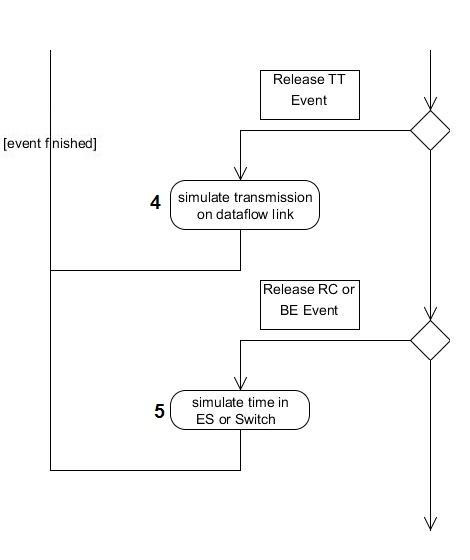 Release TT
Event
[event finished]
4
simulate transmission
on dataflow link
Release RC or
BE Event
5
simulate time in
ES or Switch